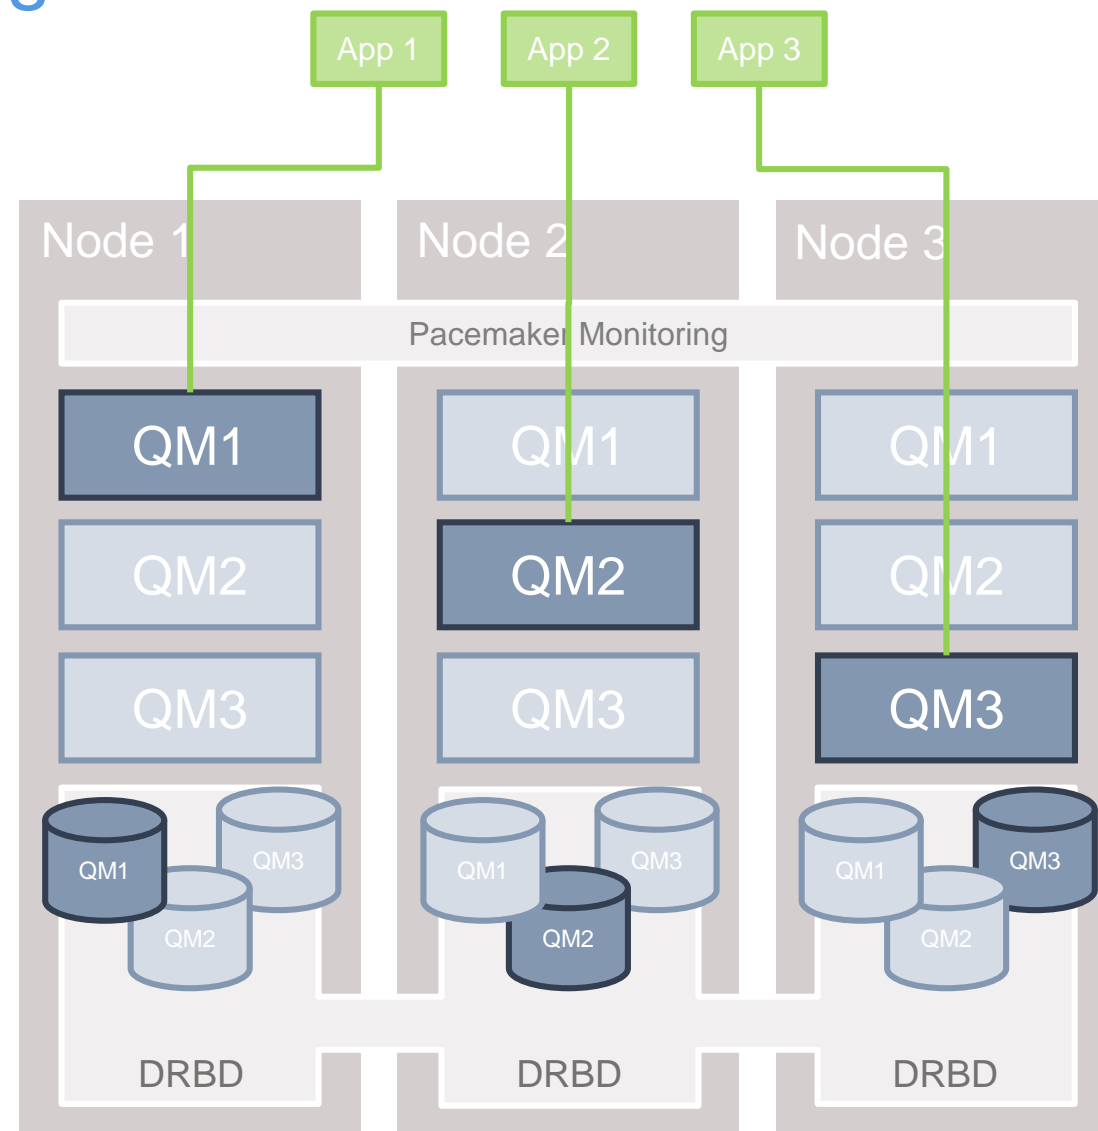 App 1
App 2
App 3
Node 1
Node 2
Node 3
Pacemaker Monitoring
QM1
QM1
QM1
QM2
QM2
QM2
QM3
QM3
QM3
QM1
QM3
QM2
QM1
QM3
QM2
QM1
QM3
QM2
DRBD
DRBD
DRBD